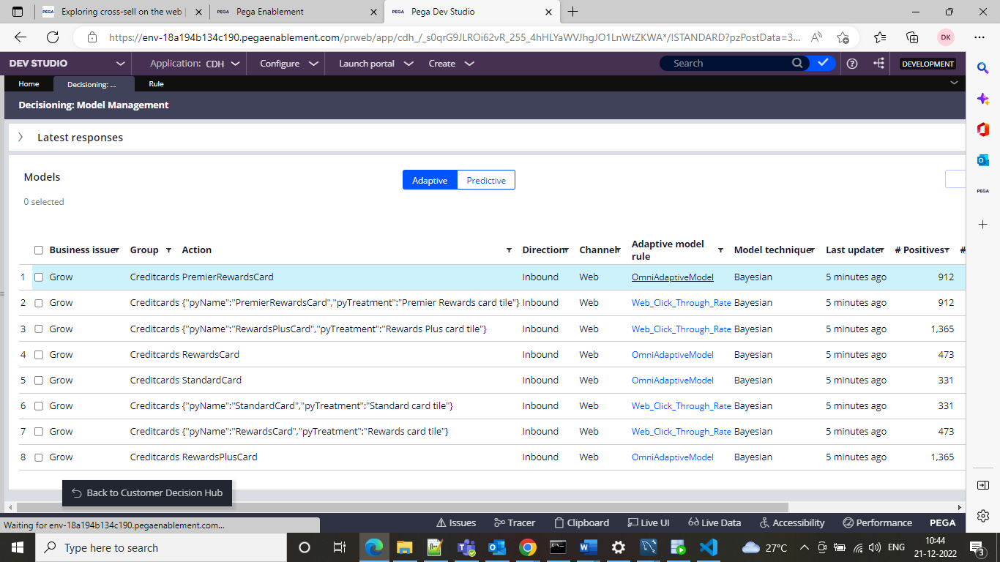 PEGA Exploring cross-sell on the web |
PEGA Pega Enablement
PEGA Pega Dev Studio
https://env-18a194b134c190.pegaenablement.com/prweb/app/cdh_/_s0qrG9JLROi62vR_255_4hHLYaWVJhgJO1LnWtZKWA*/!STANDARD?pzPostData=3...
DK
DEV STUDIO Application: CDH Configure Launch portal Create Search DEVELOPMENT
Home Decisioning: ... Rule
Decisioning: Model Management
Latest responses
Models Adaptive Predictive
0 selected
PEGA
Business issue Group Action Direction Channel Adaptive model rule Model technique Last update # Positives #
1 Grow Creditcards PremierRewardsCard Inbound Web OmniAdaptiveModel Bayesian 5 minutes ago 912
2 Grow Creditcards {"pyName":"PremierRewardsCard","pyTreatment":"Premier Rewards card tile"} Inbound Web Web_Click_Through_Rate Bayesian 5 minutes ago 912
3 Grow Creditcards {"pyName":"RewardsPlusCard","pyTreatment":"Rewards Plus card tile"} Inbound Web Web_Click_Through_Rate Bayesian 5 minutes ago 1,365
4 Grow Creditcards RewardsCard Inbound Web OmniAdaptiveModel Bayesian 5 minutes ago 473
5 Grow Creditcards StandardCard Inbound Web OmniAdaptiveModel Bayesian 5 minutes ago 331
6 Grow Creditcards {"pyName":"StandardCard","pyTreatment":"Standard card tile"} Inbound Web Web_Click_Through_Rate Bayesian 5 minutes ago 331
7 Grow Creditcards {"pyName":"RewardsCard","pyTreatment":"Rewards card tile"} Inbound Web Web_Click_Through_Rate Bayesian 5 minutes ago 473
8 Grow Creditcards RewardsPlusCard Inbound Web OmniAdaptiveModel Bayesian 5 minutes ago 1,365
Back to Customer Decision Hub
Waiting for env-18a194b134c190.pegaenablement.com...
Issues Tracer Clipboard Live UI Live Data Accessibility Performance PEGA
Type here to search
27°C ENG
10:44
21-12-2022
3